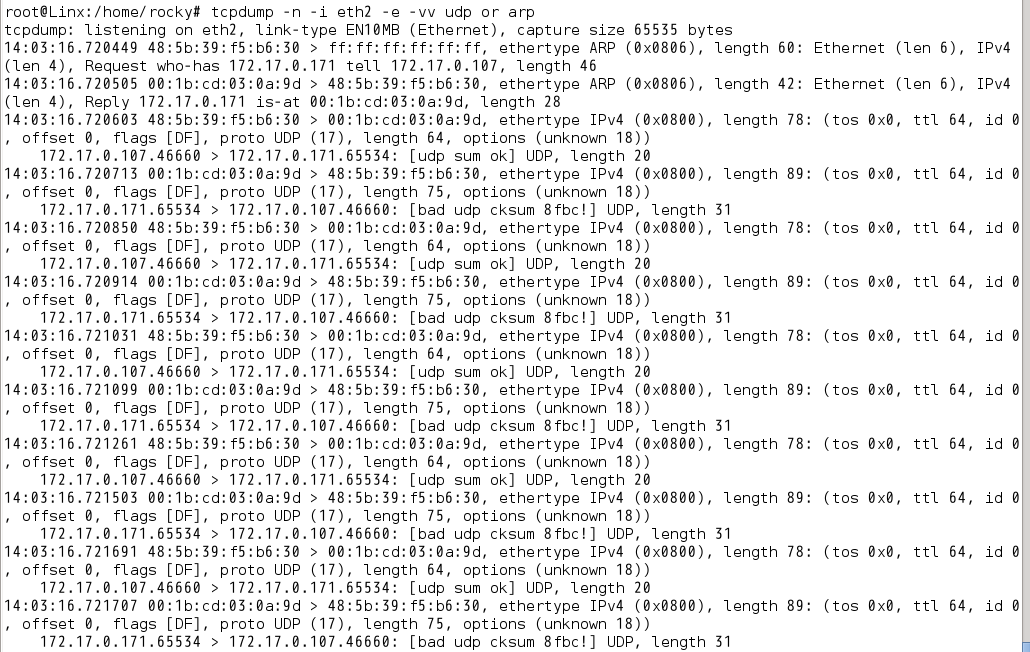 root@Linx:/home/rocky# tcpdump -n -i eth2 -e -vv udp or arp
tcpdump: listening on eth2, link-type EN10MB (Ethernet), capture size 65535 bytes
14:03:16.720449 48:5b:39:f5:b6:30 > ff:ff:ff:ff:ff:ff, ethertype ARP (0x0806), length 60: Ethernet (len 6), IPv4
(len 4), Request who-has 172.17.0.171 tell 172.17.0.107, length 46
14:03:16.720505 00:1b:cd:03:0a:9d > 48:5b:39:f5:b6:30, ethertype ARP (0x0806), length 42: Ethernet (len 6), IPv4
(len 4), Reply 172.17.0.171 is-at 00:1b:cd:03:0a:9d, length 28
14:03:16.720603 48:5b:39:f5:b6:30 > 00:1b:cd:03:0a:9d, ethertype IPv4 (0x0800), length 78: (tos 0x0, ttl 64, id 0
, offset 0, flags [DF], proto UDP (17), length 64, options (unknown 18))
    172.17.0.107.46660 > 172.17.0.171.65534: [udp sum ok] UDP, length 20
14:03:16.720713 00:1b:cd:03:0a:9d > 48:5b:39:f5:b6:30, ethertype IPv4 (0x0800), length 89: (tos 0x0, ttl 64, id 0
, offset 0, flags [DF], proto UDP (17), length 75, options (unknown 18))
    172.17.0.171.65534 > 172.17.0.107.46660: [bad udp cksum 8fbc!] UDP, length 31
14:03:16.720850 48:5b:39:f5:b6:30 > 00:1b:cd:03:0a:9d, ethertype IPv4 (0x0800), length 78: (tos 0x0, ttl 64, id 0
, offset 0, flags [DF], proto UDP (17), length 64, options (unknown 18))
    172.17.0.107.46660 > 172.17.0.171.65534: [udp sum ok] UDP, length 20
14:03:16.720914 00:1b:cd:03:0a:9d > 48:5b:39:f5:b6:30, ethertype IPv4 (0x0800), length 89: (tos 0x0, ttl 64, id 0
, offset 0, flags [DF], proto UDP (17), length 75, options (unknown 18))
    172.17.0.171.65534 > 172.17.0.107.46660: [bad udp cksum 8fbc!] UDP, length 31
14:03:16.721031 48:5b:39:f5:b6:30 > 00:1b:cd:03:0a:9d, ethertype IPv4 (0x0800), length 78: (tos 0x0, ttl 64, id 0
, offset 0, flags [DF], proto UDP (17), length 64, options (unknown 18))
    172.17.0.107.46660 > 172.17.0.171.65534: [udp sum ok] UDP, length 20
14:03:16.721099 00:1b:cd:03:0a:9d > 48:5b:39:f5:b6:30, ethertype IPv4 (0x0800), length 89: (tos 0x0, ttl 64, id 0
, offset 0, flags [DF], proto UDP (17), length 75, options (unknown 18))
    172.17.0.171.65534 > 172.17.0.107.46660: [bad udp cksum 8fbc!] UDP, length 31
14:03:16.721261 48:5b:39:f5:b6:30 > 00:1b:cd:03:0a:9d, ethertype IPv4 (0x0800), length 78: (tos 0x0, ttl 64, id 0
, offset 0, flags [DF], proto UDP (17), length 64, options (unknown 18))
    172.17.0.107.46660 > 172.17.0.171.65534: [udp sum ok] UDP, length 20
14:03:16.721503 00:1b:cd:03:0a:9d > 48:5b:39:f5:b6:30, ethertype IPv4 (0x0800), length 89: (tos 0x0, ttl 64, id 0
, offset 0, flags [DF], proto UDP (17), length 75, options (unknown 18))
    172.17.0.171.65534 > 172.17.0.107.46660: [bad udp cksum 8fbc!] UDP, length 31
14:03:16.721691 48:5b:39:f5:b6:30 > 00:1b:cd:03:0a:9d, ethertype IPv4 (0x0800), length 78: (tos 0x0, ttl 64, id 0
, offset 0, flags [DF], proto UDP (17), length 64, options (unknown 18))
    172.17.0.107.46660 > 172.17.0.171.65534: [udp sum ok] UDP, length 20
14:03:16.721707 00:1b:cd:03:0a:9d > 48:5b:39:f5:b6:30, ethertype IPv4 (0x0800), length 89: (tos 0x0, ttl 64, id 0
, offset 0, flags [DF], proto UDP (17), length 75, options (unknown 18))
    172.17.0.171.65534 > 172.17.0.107.46660: [bad udp cksum 8fbc!] UDP, length 31